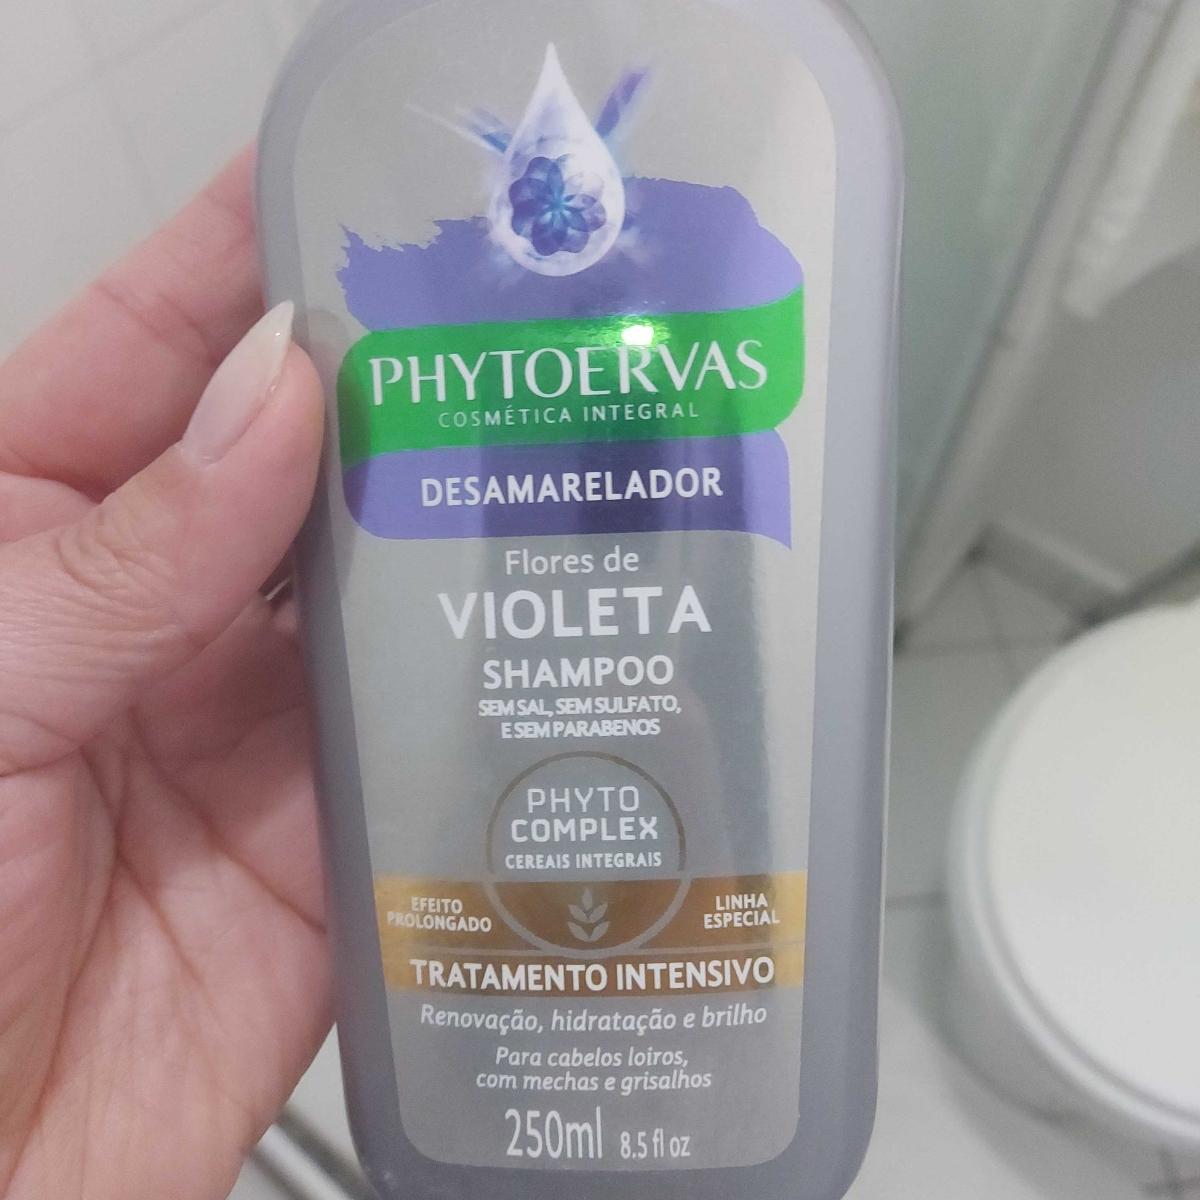 PHYTOERVAS
COSMÉTICA INTEGRAL
DESAMARELADOR
Flores de
VIOLETA
SHAMPOO
SEM SAL, SEM SULFATO,
E SEM PARABENOS
PHYTO
COMPLEX
CEREAIS INTEGRAIS
EFEITO
PROLONGADO
LINHA
ESPECIAL
TRATAMENTO INTENSIVO
Renovação, hidratação e brilho
Para cabelos loiros,
com mechas e grisalhos
250ml 8.5 fl oz